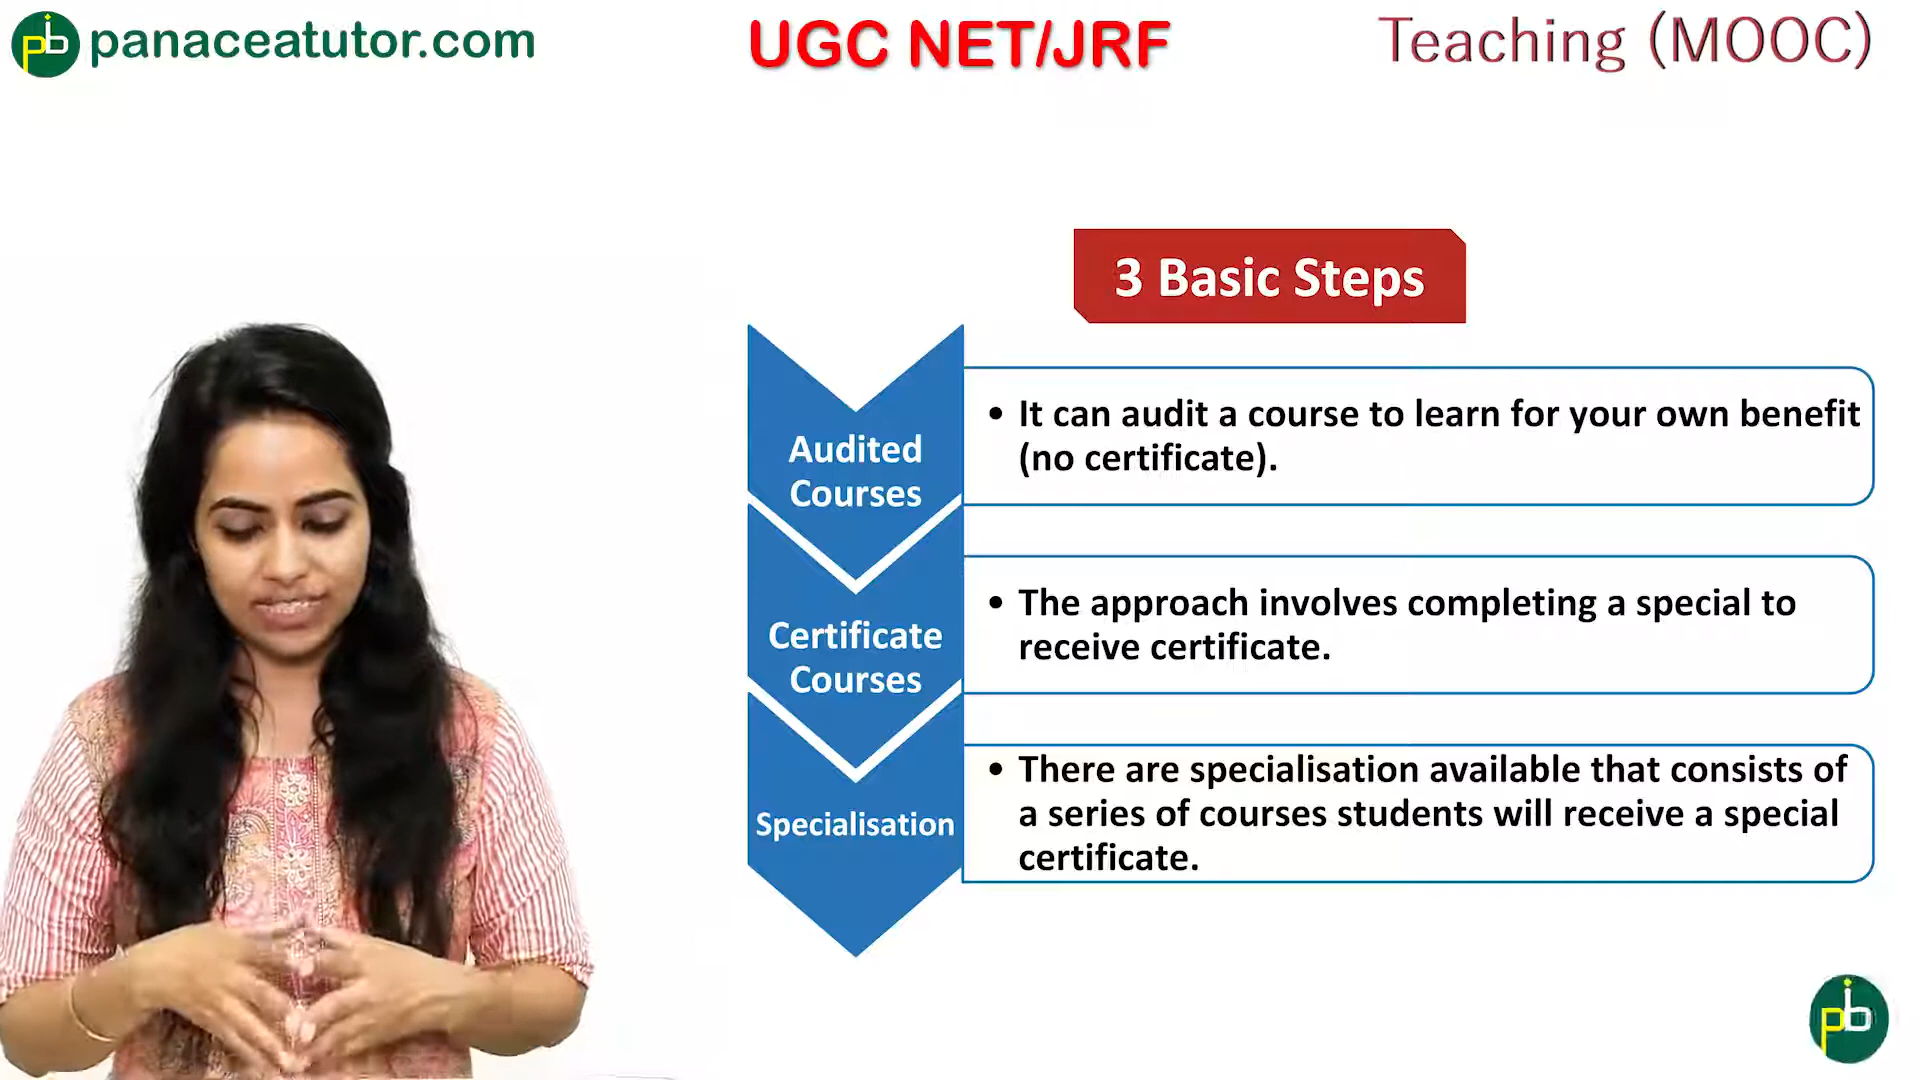 pb panaceatutor.com
UGC NET/JRF
Teaching (MOOC)
3 Basic Steps
Audited
Courses
• It can audit a course to learn for your own benefit
(no certificate).
Certificate
Courses
• The approach involves completing a special to
receive certificate.
Specialisation
• There are specialisation available that consists of
a series of courses students will receive a special
certificate.
pb